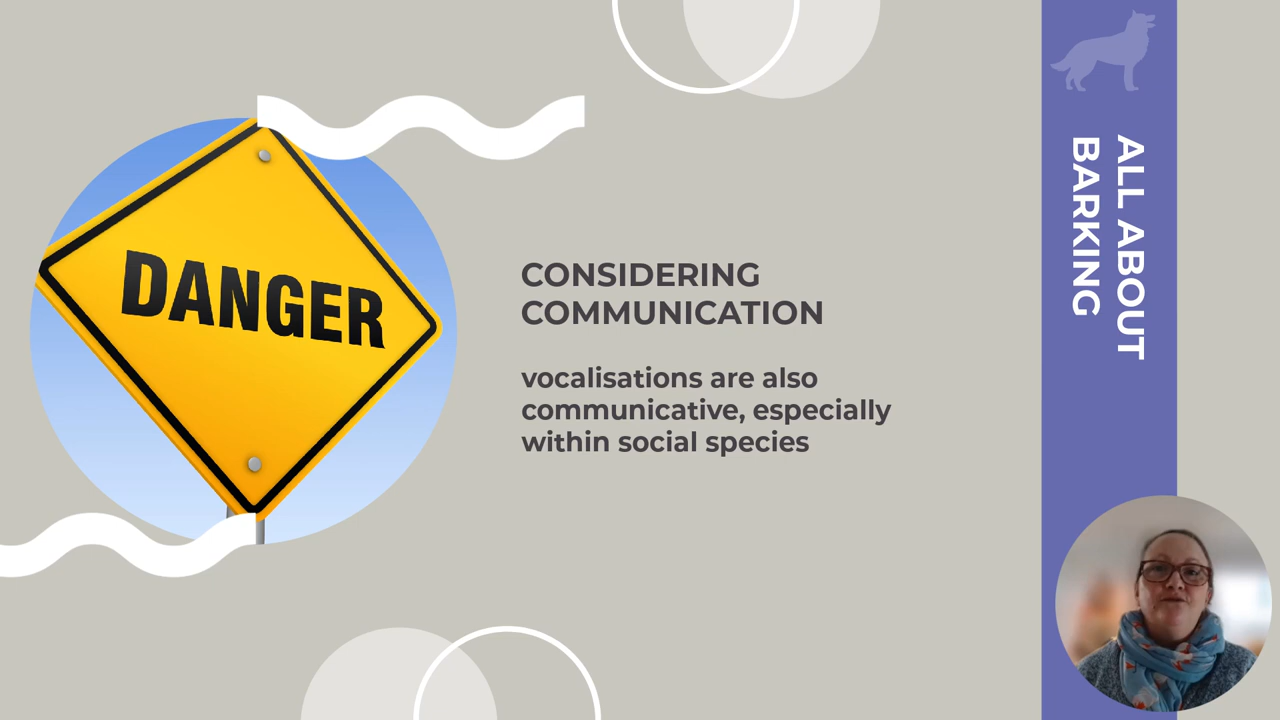 DANGER
CONSIDERING
COMMUNICATION
vocalisations are also
communicative, especially
within social species
ALL ABOUT
BARKING